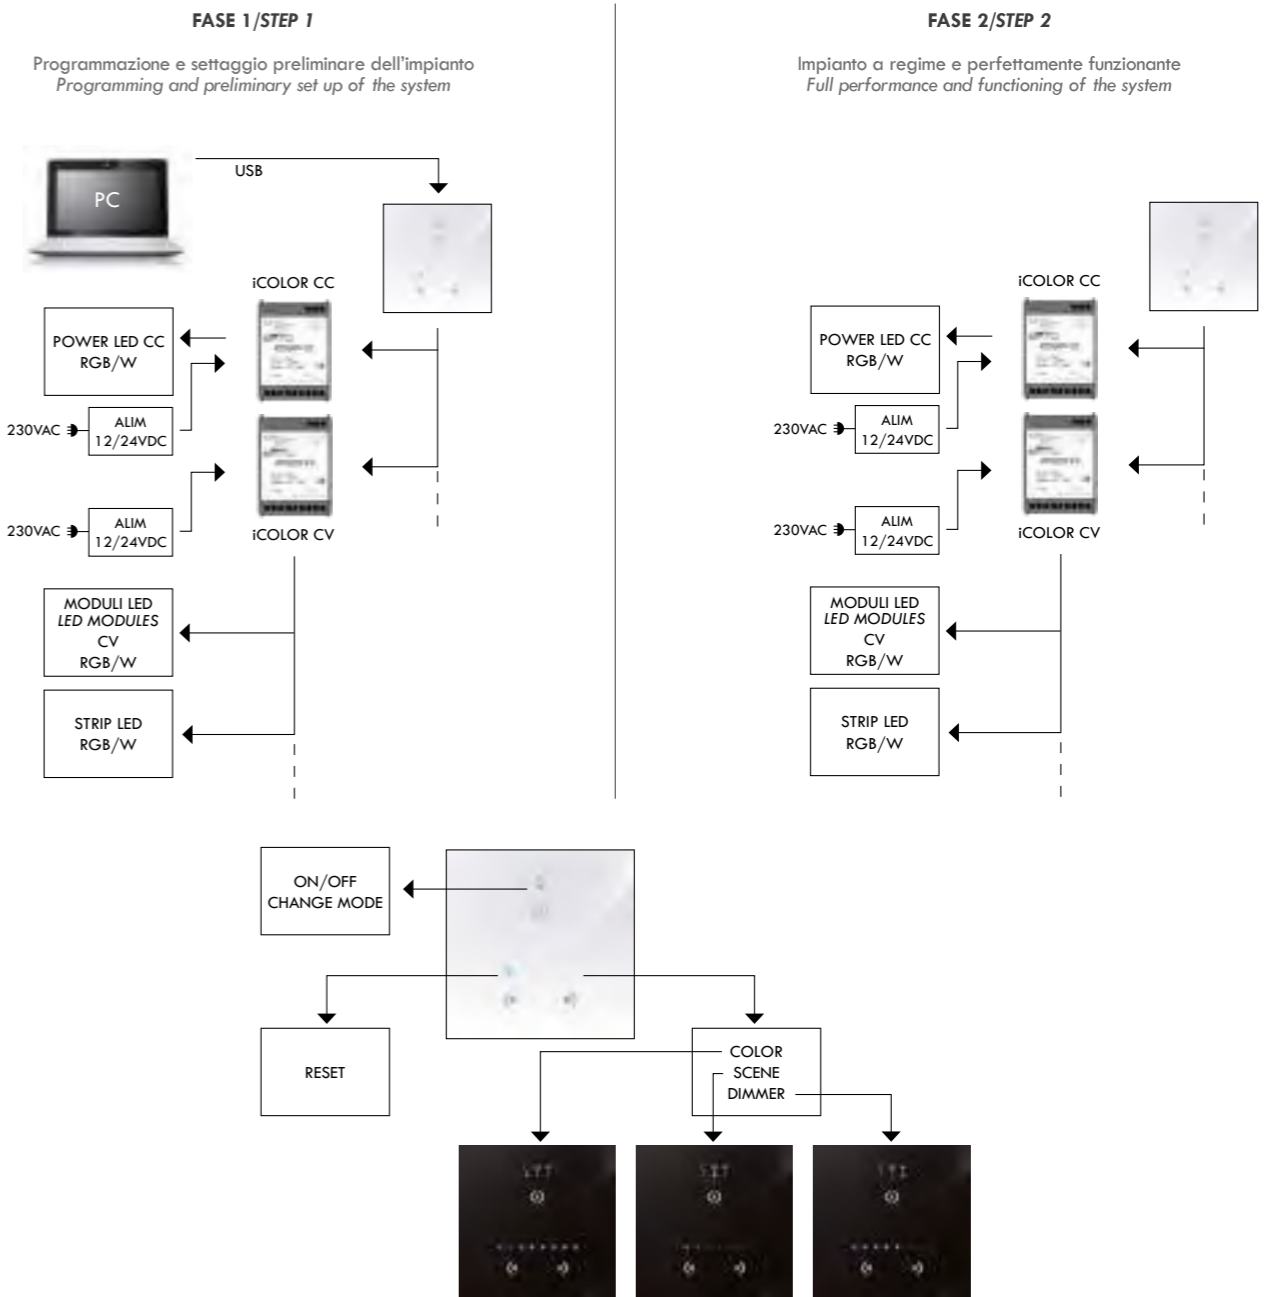 FASE 1/STEP 1
Programmazione e settaggio preliminare dell'impianto
Programming and preliminary set up of the system
USB
PC
iCOLOR CC
POWER LED CC
RGB/W
230VAC
ALIM
12/24VDC
230VAC
ALIM
12/24VDC
iCOLOR CV
MODULI LED
LED MODULES
CV
RGB/W
STRIP LED
RGB/W
FASE 2/STEP 2
Impianto a regime e perfettamente funzionante
Full performance and functioning of the system
iCOLOR CC
POWER LED CC
RGB/W
230VAC
ALIM
12/24VDC
230VAC
ALIM
12/24VDC
iCOLOR CV
MODULI LED
LED MODULES
CV
RGB/W
STRIP LED
RGB/W
ON/OFF
CHANGE MODE
RESET
COLOR
SCENE
DIMMER